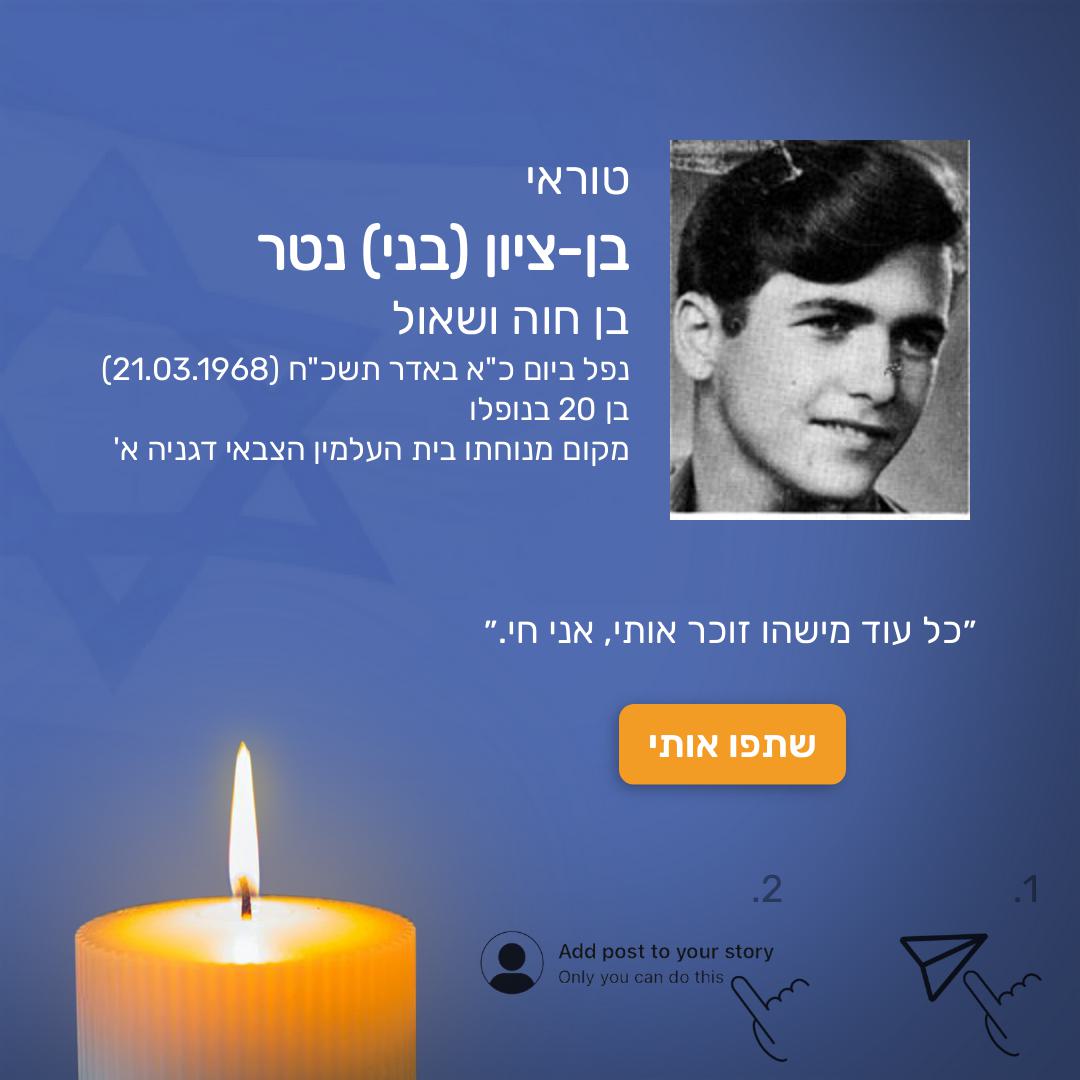 טוראי
בן-ציון (בני) נטר
בן חוה ושאול
נפל ביום כ"א באדר תשכ"ח (21.03.1968)
בן 20 בנופלו
מקום מנוחתו בית העלמין הצבאי דגניה א'
״כל עוד מישהו זוכר אותי, אני חי.״
שתפו אותי
.1
.2
Add post to your story
Only you can do this